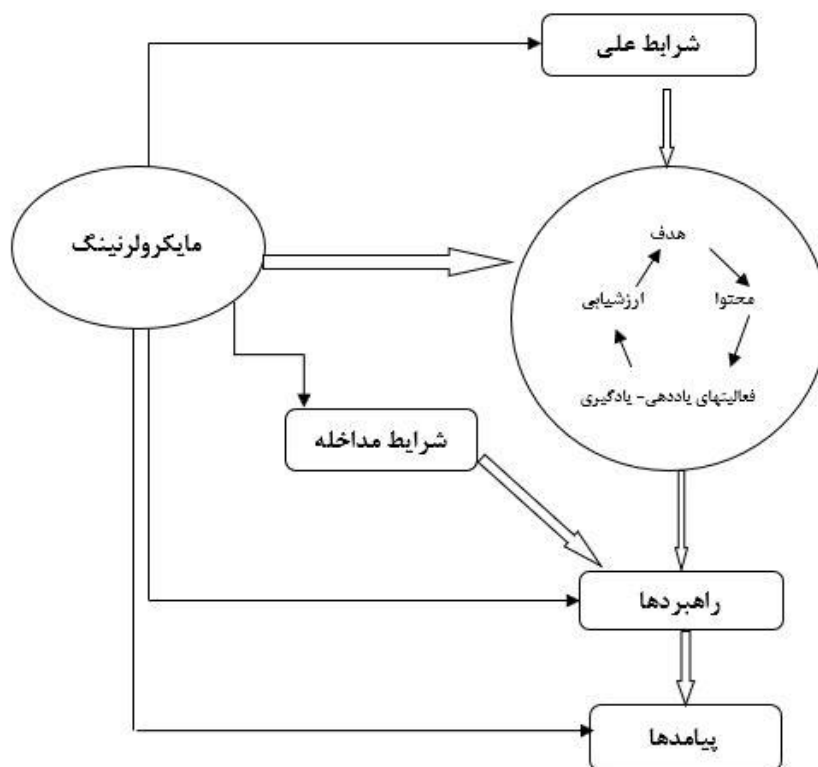 شرایط علی
مایکرولرنینگ
هدف
محتوا
ارزشیابی
فعالیتهای یاددهی- یادگیری
شرایط مداخله
راهبردها
پیامدها